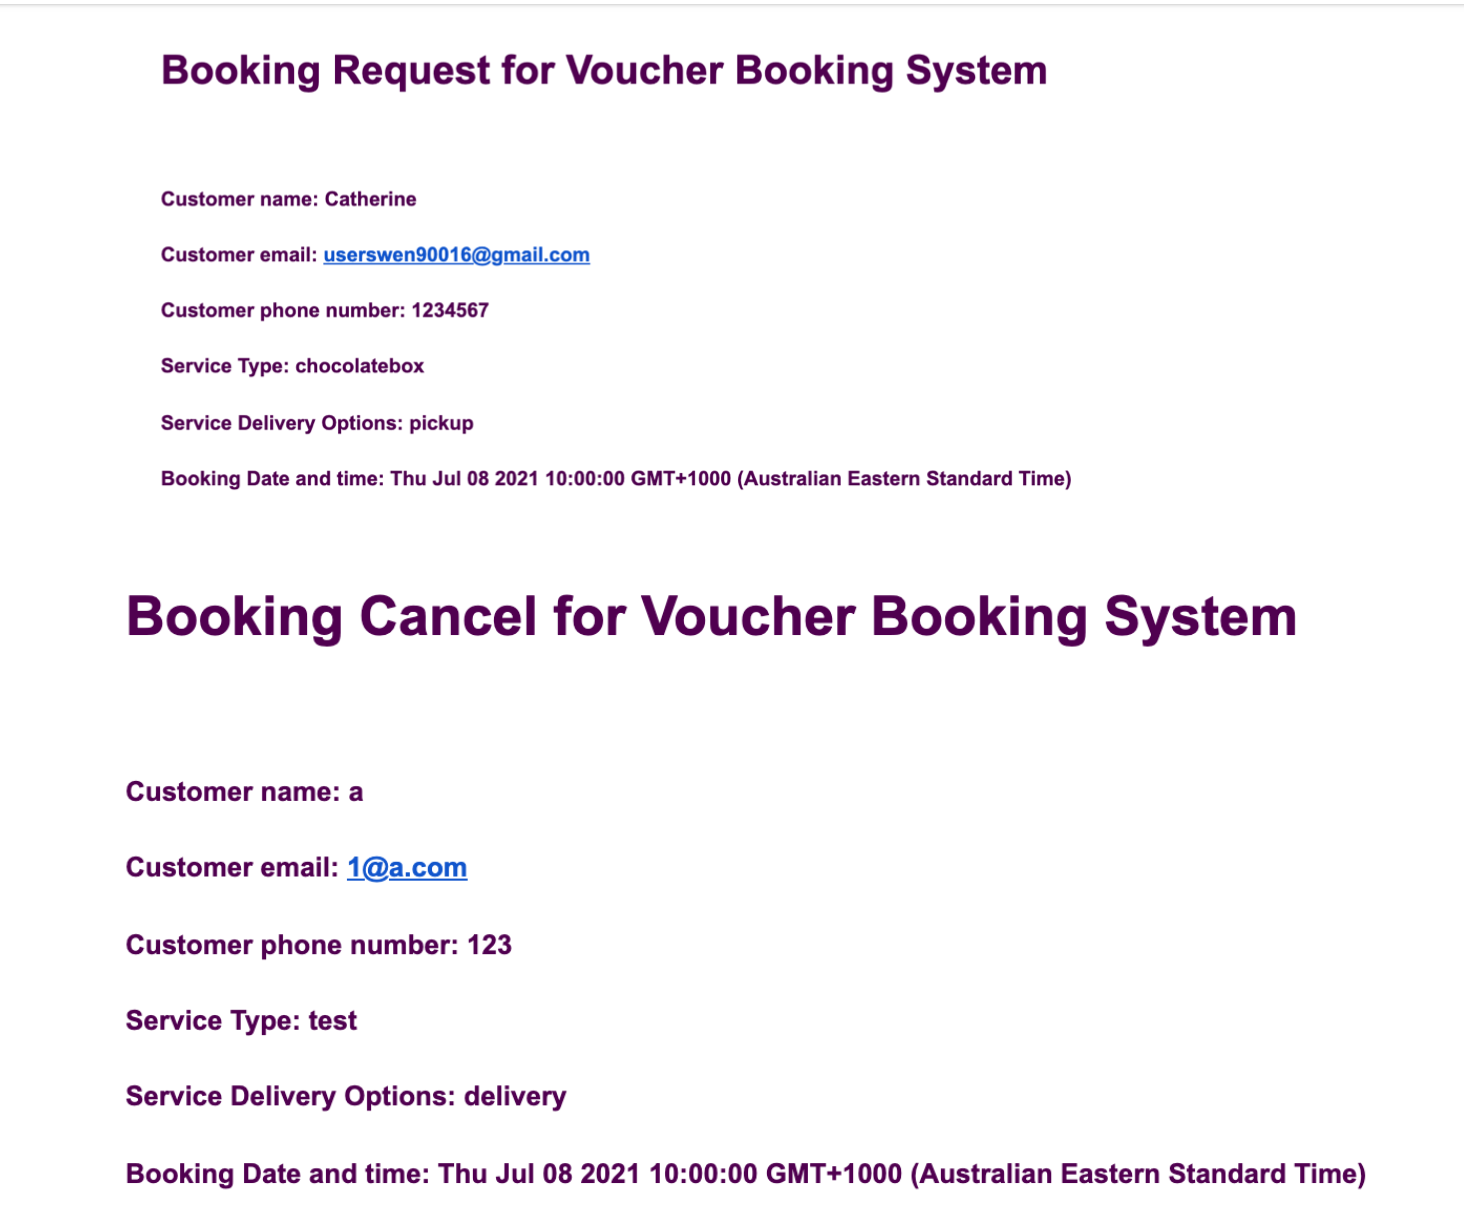 Booking Request for Voucher Booking System
Customer name: Catherine
Customer email: userswen90016@gmail.com
Customer phone number: 1234567
Service Type: chocolatebox
Service Delivery Options: pickup
Booking Date and time: Thu Jul 08 2021 10:00:00 GMT+1000 (Australian Eastern Standard Time)
Booking Cancel for Voucher Booking System
Customer name: a
Customer email: 1@a.com
Customer phone number: 123
Service Type: test
Service Delivery Options: delivery
Booking Date and time: Thu Jul 08 2021 10:00:00 GMT+1000 (Australian Eastern Standard Time)